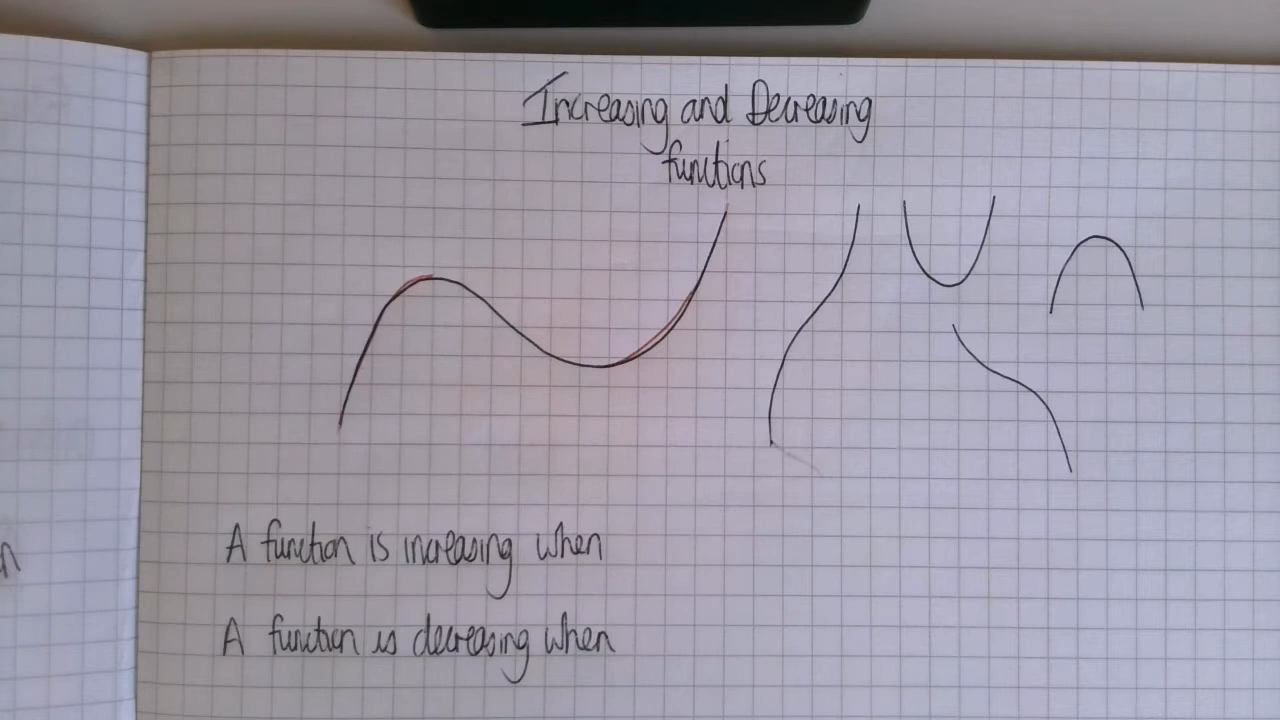 Increasing and Decreasing
functions
A function is increasing when
A function is decreasing when
n